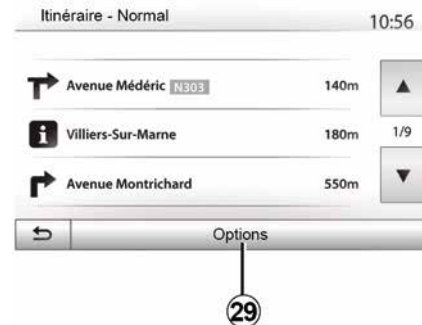 Itinéraire - Normal 10:56
Avenue Médéric N303 140m
Villiers-Sur-Marne 180m 1/9
Avenue Montrichard 550m
Options
29